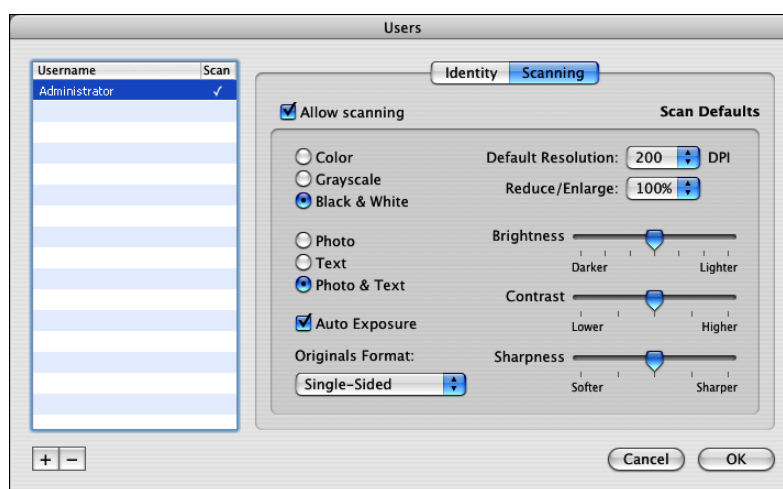 Users
Username Scan
Administrator ✓
Identity Scanning
Allow scanning
Scan Defaults
Color
Grayscale
Black & White
Photo
Text
Photo & Text
Auto Exposure
Originals Format:
Single-Sided
Default Resolution: 200 DPI
Reduce/Enlarge: 100%
Brightness
Darker Lighter
Contrast
Lower Higher
Sharpness
Softer Sharper
+ −
Cancel OK